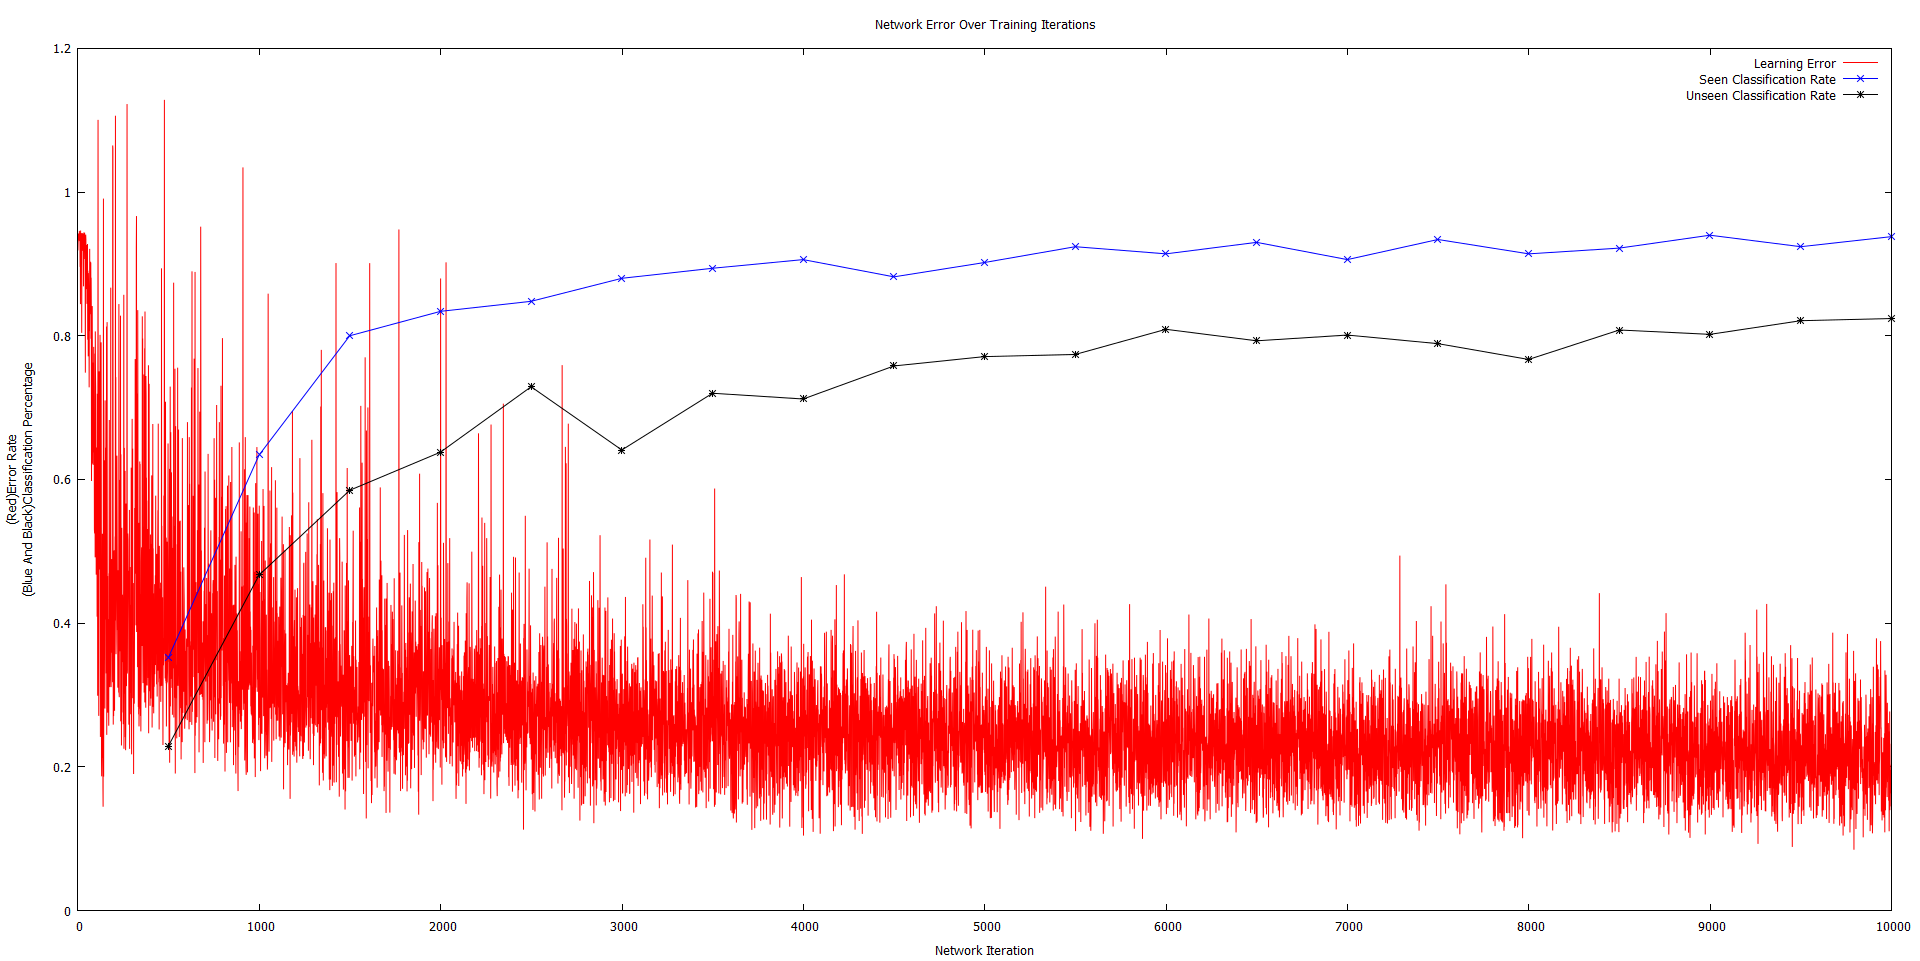 Network Error Over Training Iterations
Learning Error
Seen Classification Rate
Unseen Classification Rate
1.2
1
0.8
0.6
0.4
0.2
0
(Red)Error Rate
(Blue And Black)Classification Percentage
0 1000 2000 3000 4000 5000 6000 7000 8000 9000 10000
Network Iteration